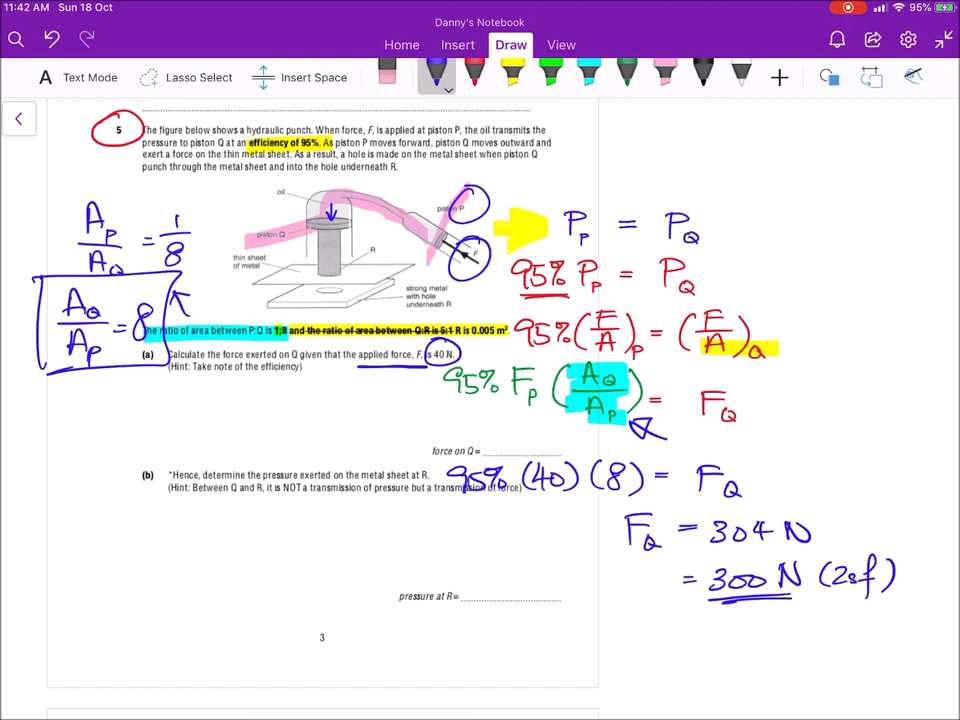 11:42 AM Sun 18 Oct
95%
Danny's Notebook
Home Insert Draw View
A Text Mode Lasso Select Insert Space
5 The figure below shows a hydraulic punch. When force, F, is applied at piston P, the oil transmits the
pressure to piston Q at an efficiency of 95%. As piston P moves forward, piston Q moves outward and
exert a force on the thin metal sheet. As a result, a hole is made on the metal sheet when piston Q
punch through the metal sheet and into the hole underneath R.
oil
piston P
piston Q
R
F
thin sheet
of metal
strong metal
with hole
underneath R
A_P / A_Q = 1/8
A_Q / A_P = 8
The ratio of area between P:Q is 1:8 and the ratio of area between Q:R is 5:1 R is 0.005 m².
(a) Calculate the force exerted on Q given that the applied force, F, is 40 N.
(Hint: Take note of the efficiency)
force on Q=
(b) *Hence, determine the pressure exerted on the metal sheet at R.
(Hint: Between Q and R, it is NOT a transmission of pressure but a transmission of force)
pressure at R=
3
P_P = P_Q
95% P_P = P_Q
95% (F/A)_P = (F/A)_Q
95% F_P (A_Q/A_P) = F_Q
95% (40) (8) = F_Q
F_Q = 304 N
= 300 N (2sf)